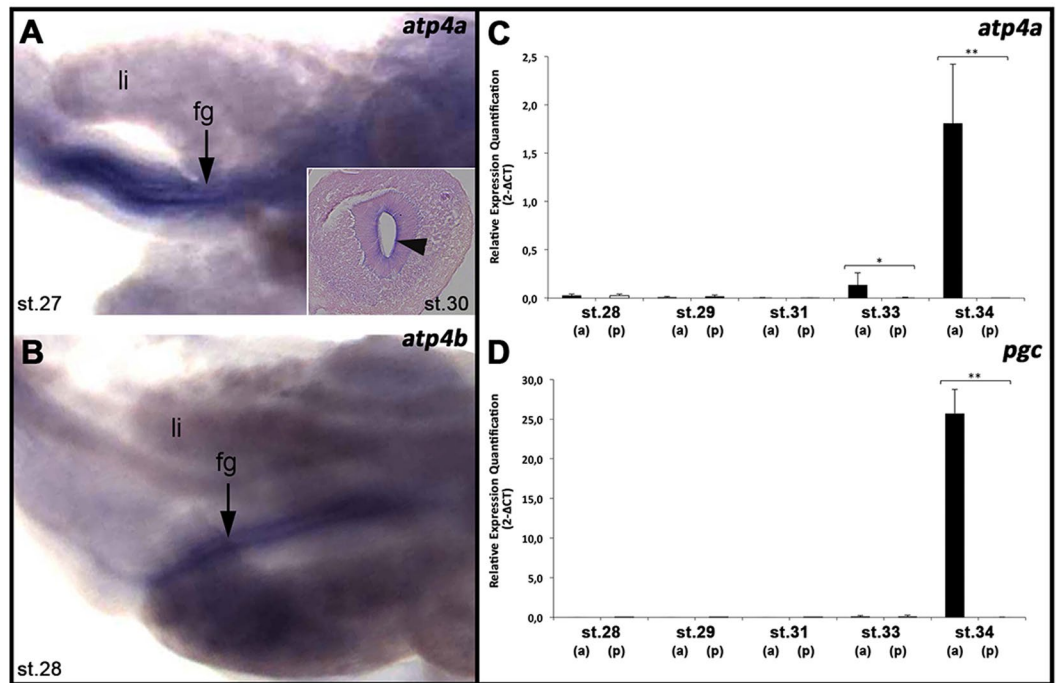 A
atp4a
li
fg
st.27
st.30
B
atp4b
li
fg
st.28
C
atp4a
Relative Expression Quantification
(2-ΔCT)
2,5
2,0
1,5
1,0
0,5
0,0
*
**
st.28 st.29 st.31 st.33 st.34
(a) (p) (a) (p) (a) (p) (a) (p) (a) (p)
D
pgc
Relative Expression Quantification
(2-ΔCT)
30,0
25,0
20,0
15,0
10,0
5,0
0,0
**
st.28 st.29 st.31 st.33 st.34
(a) (p) (a) (p) (a) (p) (a) (p) (a) (p)